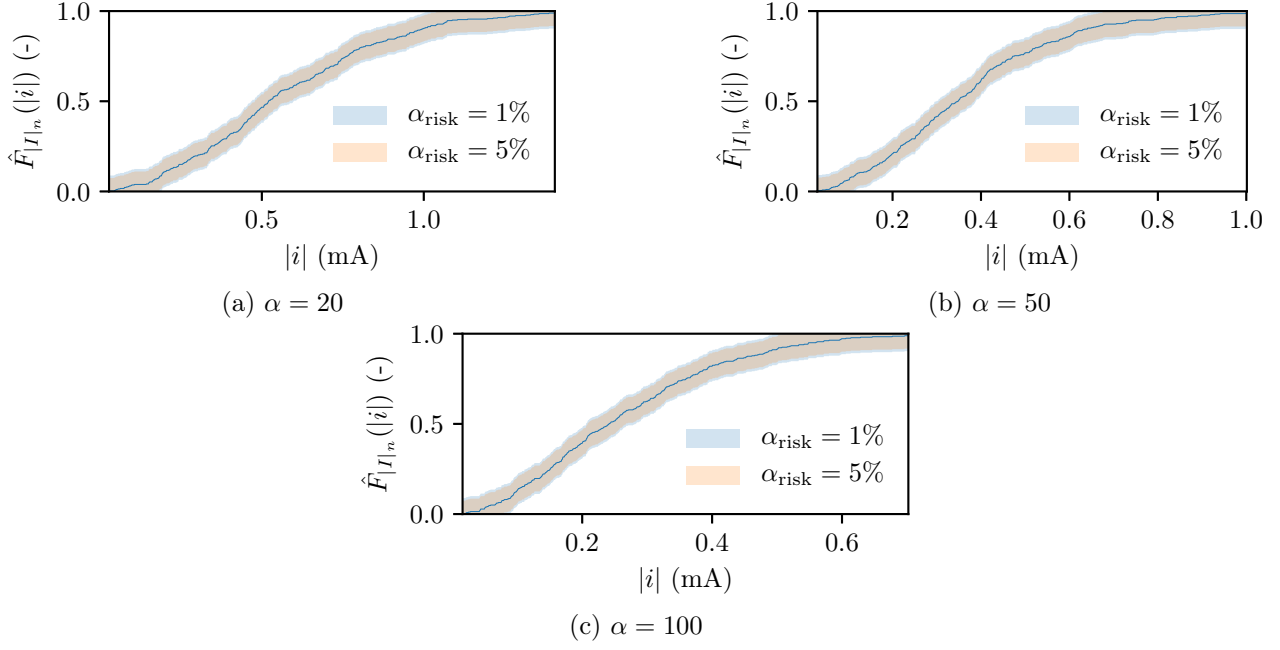 1.0
0.5
0.0
F̂|I|ₙ(|i|) (-)
α_risk = 1%
α_risk = 5%
0.5 1.0
|i| (mA)
(a) α = 20
1.0
0.5
0.0
F̂|I|ₙ(|i|) (-)
α_risk = 1%
α_risk = 5%
0.2 0.4 0.6 0.8 1.0
|i| (mA)
(b) α = 50
1.0
0.5
0.0
F̂|I|ₙ(|i|) (-)
α_risk = 1%
α_risk = 5%
0.2 0.4 0.6
|i| (mA)
(c) α = 100